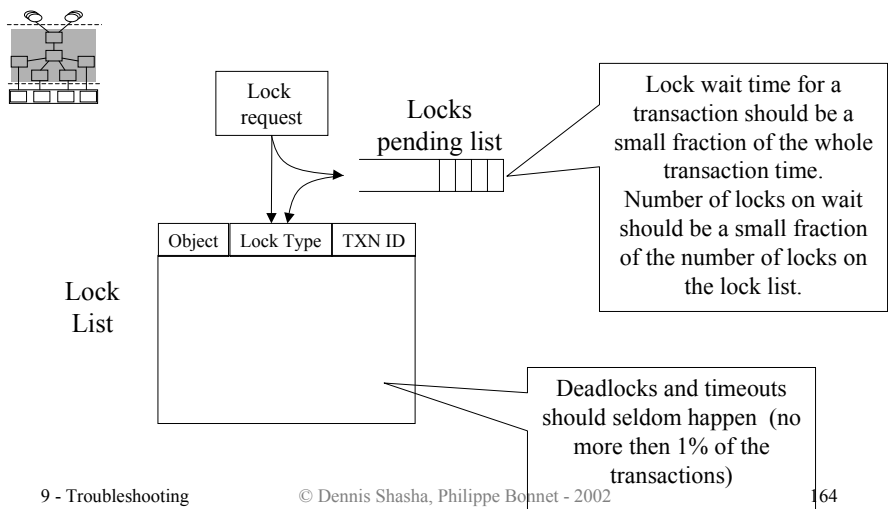 Lock
request
Locks
pending list
Lock wait time for a
transaction should be a
small fraction of the whole
transaction time.
Number of locks on wait
should be a small fraction
of the number of locks on
the lock list.
Object Lock Type TXN ID
Lock
List
Deadlocks and timeouts
should seldom happen (no
more then 1% of the
transactions)
9 - Troubleshooting © Dennis Shasha, Philippe Bonnet - 2002 164